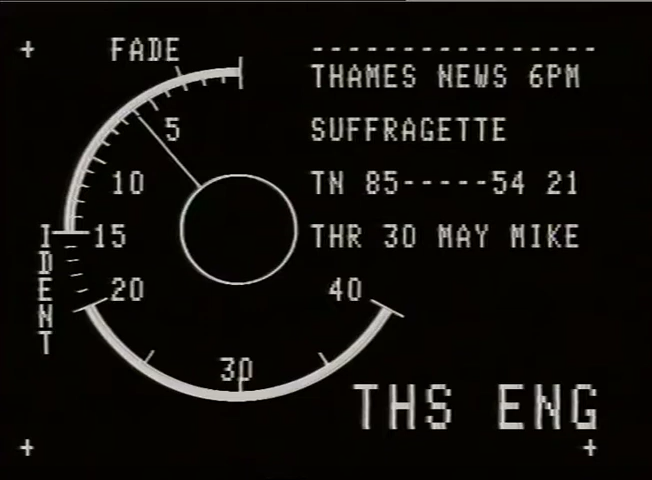 FADE
----------------
THAMES NEWS 6PM
5
SUFFRAGETTE
10
TN 85-----54 21
IDENT
15
THR 30 MAY MIKE
20
40
30
THS ENG